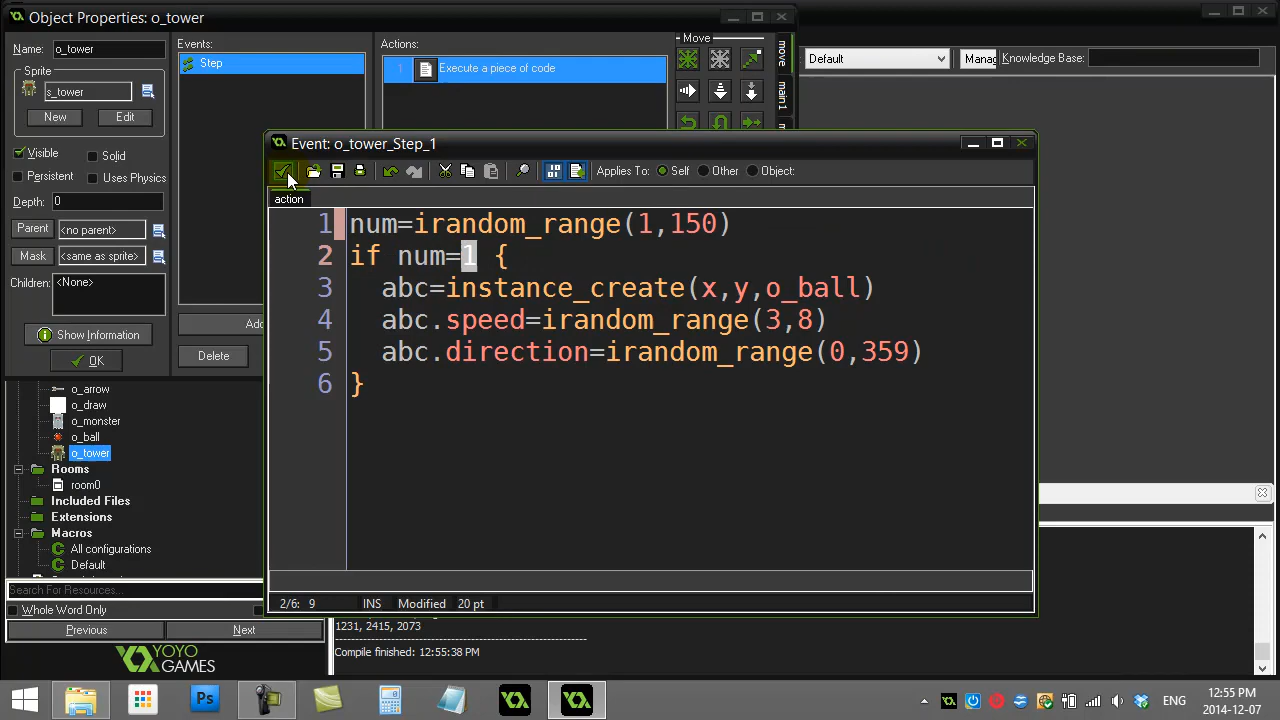 Object Properties: o_tower
Name: o_tower
Sprite
s_tower
New Edit
Visible Solid
Persistent Uses Physics
Depth: 0
Parent <no parent>
Mask <same as sprite>
Children: <None>
Show Information
OK
Events:
Step
Delete
Actions:
1 Execute a piece of code
Move
move
main1
Default
Knowledge Base:
Event: o_tower_Step_1
Applies To: Self Other Object:
action
1 num=irandom_range(1,150)
2 if num=1 {
3 abc=instance_create(x,y,o_ball)
4 abc.speed=irandom_range(3,8)
5 abc.direction=irandom_range(0,359)
6 }
2/6: 9 INS Modified 20 pt
o_arrow
o_draw
o_monster
o_ball
o_tower
Rooms
room0
Included Files
Extensions
Macros
All configurations
Default
Search For Resources...
Whole Word Only
Previous Next
YOYO
GAMES
1231, 2415, 2073
Compile finished: 12:55:38 PM
Ps
ENG
12:55 PM
2014-12-07